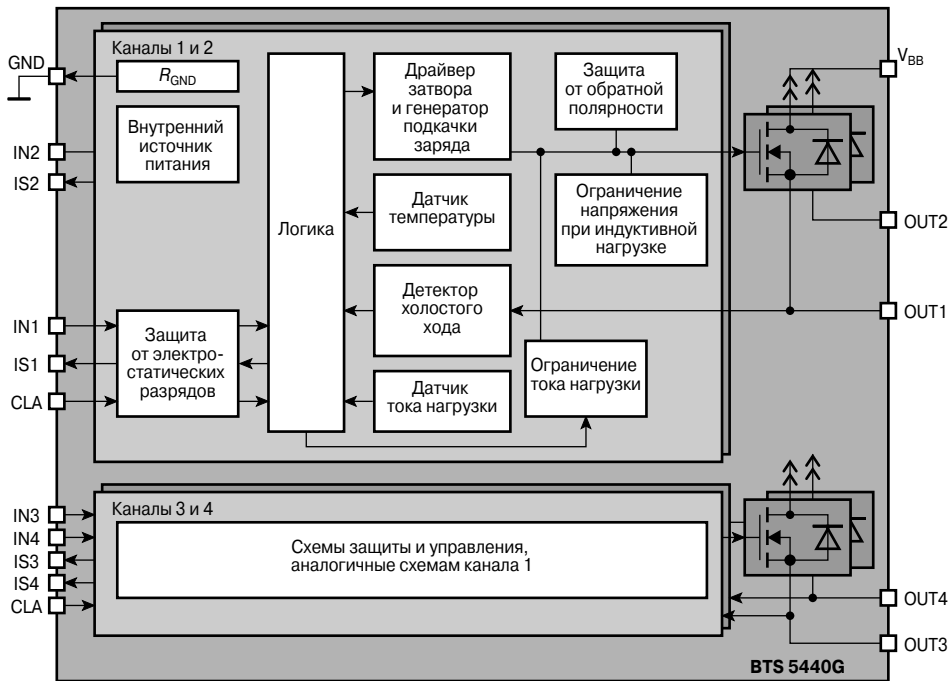 Каналы 1 и 2
GND
R_GND
Внутренний
источник
питания
IN2
IS2
IN1
IS1
CLA
Защита
от электро-
статических
разрядов
Логика
Драйвер
затвора
и генератор
подкачки
заряда
Датчик
температуры
Детектор
холостого
хода
Датчик
тока нагрузки
Защита
от обратной
полярности
Ограничение
напряжения
при индуктивной
нагрузке
Ограничение
тока нагрузки
V_BB
OUT2
OUT1
Каналы 3 и 4
IN3
IN4
IS3
IS4
CLA
Схемы защиты и управления,
аналогичные схемам канала 1
OUT4
OUT3
BTS 5440G